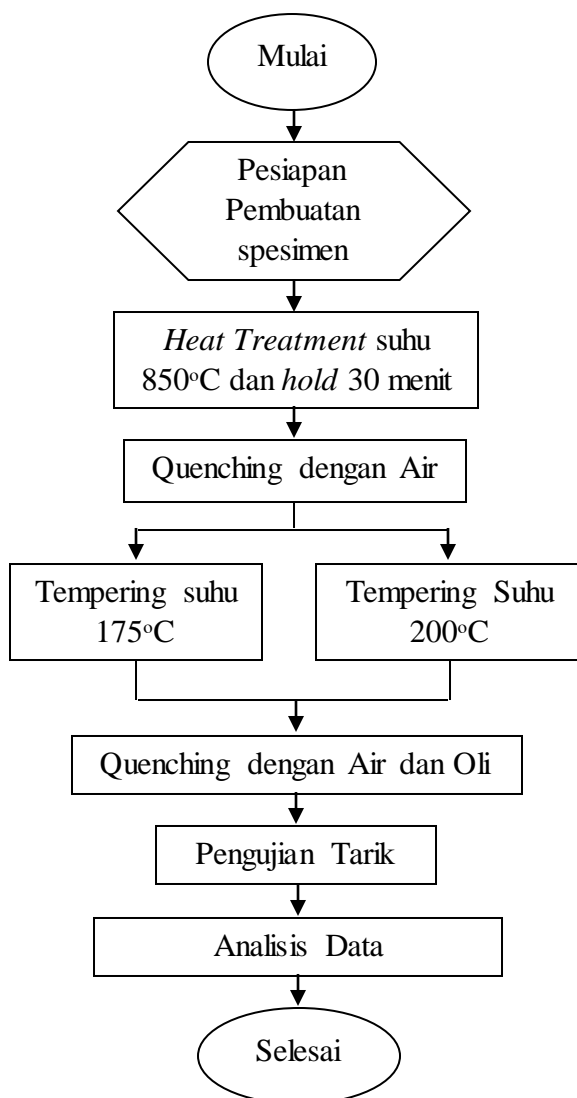 Mulai
Pesiapan
Pembuatan
spesimen
Heat Treatment suhu
850°C dan hold 30 menit
Quenching dengan Air
Tempering suhu
175°C
Tempering Suhu
200°C
Quenching dengan Air dan Oli
Pengujian Tarik
Analisis Data
Selesai